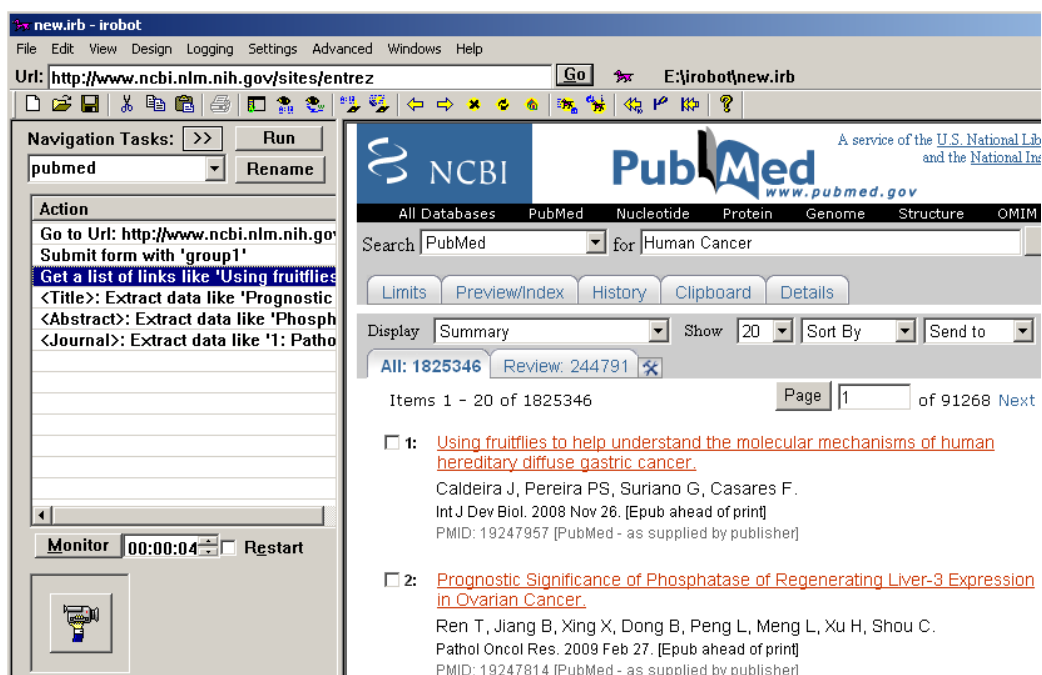 new.irb - irobot
File Edit View Design Logging Settings Advanced Windows Help
Url: http://www.ncbi.nlm.nih.gov/sites/entrez Go E:\irobot\new.irb
Navigation Tasks: >> Run
pubmed Rename
Action
Go to Url: http://www.ncbi.nlm.nih.gov
Submit form with 'group1'
Get a list of links like 'Using fruitflies
<Title>: Extract data like 'Prognostic
<Abstract>: Extract data like 'Phosph
<Journal>: Extract data like '1: Patho
Monitor 00:00:04 Restart
NCBI
PubMed
www.pubmed.gov
A service of the U.S. National Lib
and the National Ins
All Databases PubMed Nucleotide Protein Genome Structure OMIM
Search PubMed for Human Cancer
Limits Preview/Index History Clipboard Details
Display Summary Show 20 Sort By Send to
All: 1825346 Review: 244791
Items 1 - 20 of 1825346 Page 1 of 91268 Next
1: Using fruitflies to help understand the molecular mechanisms of human
hereditary diffuse gastric cancer.
Caldeira J, Pereira PS, Suriano G, Casares F.
Int J Dev Biol. 2008 Nov 26. [Epub ahead of print]
PMID: 19247957 [PubMed - as supplied by publisher]
2: Prognostic Significance of Phosphatase of Regenerating Liver-3 Expression
in Ovarian Cancer.
Ren T, Jiang B, Xing X, Dong B, Peng L, Meng L, Xu H, Shou C.
Pathol Oncol Res. 2009 Feb 27. [Epub ahead of print]
PMID: 19247814 [PubMed - as supplied by publisher]